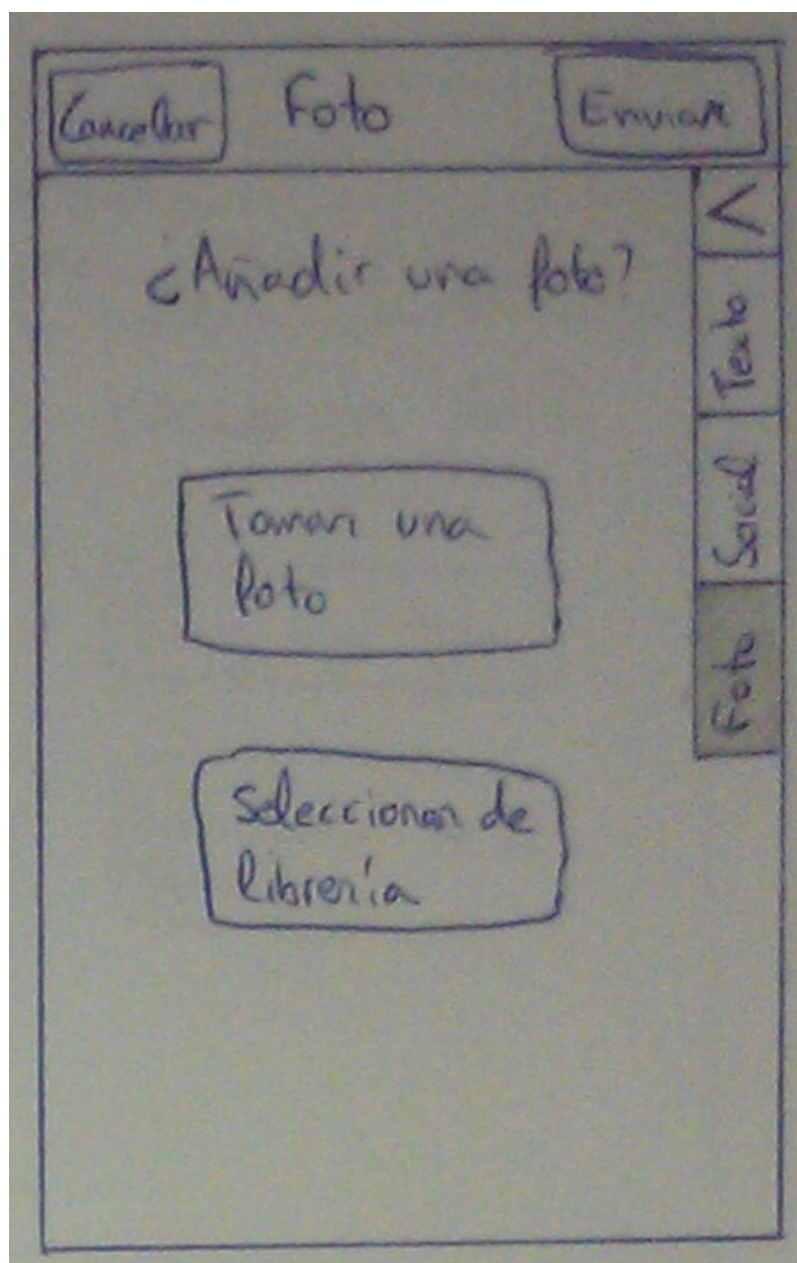 Cancelar Foto Enviar
¿Añadir una foto?
Tomar una
foto
Seleccionar de
librería
<
Texto
Social
Foto